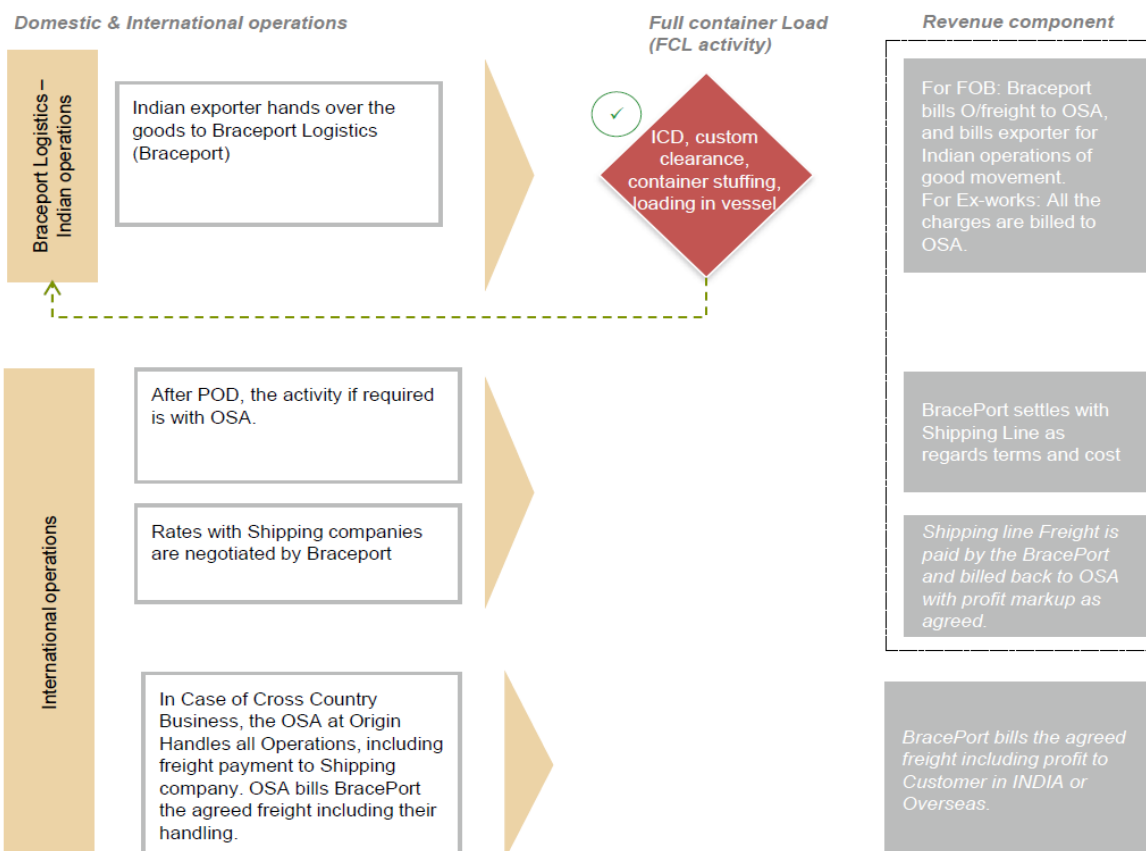 Domestic & International operations
Full container Load
(FCL activity)
Revenue component
Braceport Logistics –
Indian operations
Indian exporter hands over the
goods to Braceport Logistics
(Braceport)
✓
ICD, custom
clearance,
container stuffing,
loading in vessel
For FOB: Braceport
bills O/freight to OSA,
and bills exporter for
Indian operations of
good movement.
For Ex-works: All the
charges are billed to
OSA.
International operations
After POD, the activity if required
is with OSA.
BracePort settles with
Shipping Line as
regards terms and cost
Rates with Shipping companies
are negotiated by Braceport
Shipping line Freight is
paid by the BracePort
and billed back to OSA
with profit markup as
agreed.
In Case of Cross Country
Business, the OSA at Origin
Handles all Operations, including
freight payment to Shipping
company. OSA bills BracePort
the agreed freight including their
handling.
BracePort bills the agreed
freight including profit to
Customer in INDIA or
Overseas.